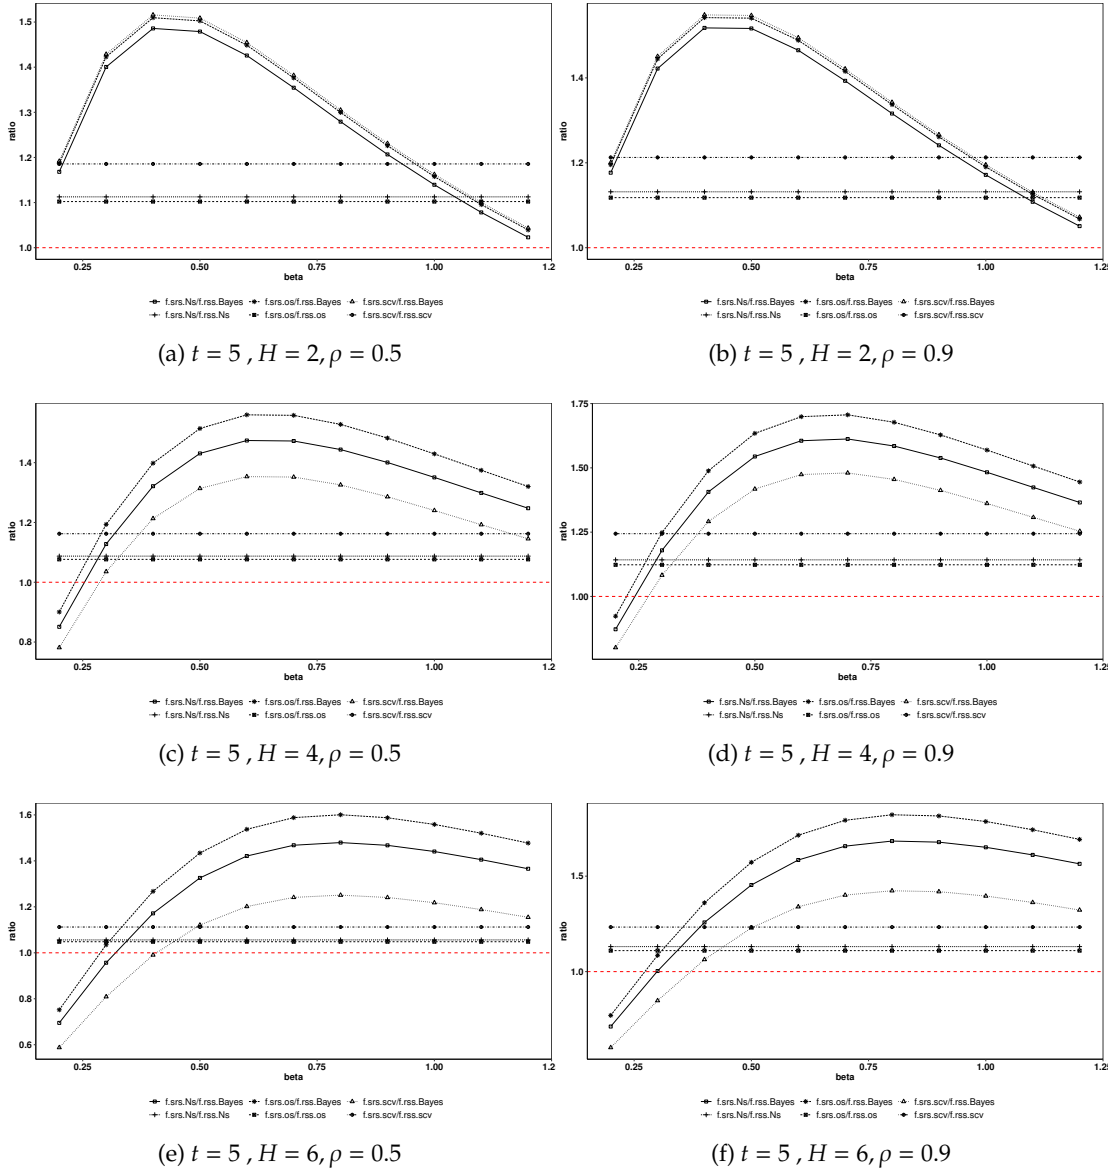 1.5
1.4
1.3
1.2
1.1
1.0
ratio
0.25 0.50 0.75 1.00 1.2
beta
f.srs.Ns/f.rss.Bayes f.srs.os/f.rss.Bayes f.srs.scv/f.rss.Bayes
f.srs.Ns/f.rss.Ns f.srs.os/f.rss.os f.srs.scv/f.rss.scv
(a) t = 5 , H = 2, ρ = 0.5
1.4
1.2
1.0
ratio
0.25 0.50 0.75 1.00 1.25
beta
f.srs.Ns/f.rss.Bayes f.srs.os/f.rss.Bayes f.srs.scv/f.rss.Bayes
f.srs.Ns/f.rss.Ns f.srs.os/f.rss.os f.srs.scv/f.rss.scv
(b) t = 5 , H = 2, ρ = 0.9
1.4
1.2
1.0
0.8
ratio
0.25 0.50 0.75 1.00 1.2
beta
f.srs.Ns/f.rss.Bayes f.srs.os/f.rss.Bayes f.srs.scv/f.rss.Bayes
f.srs.Ns/f.rss.Ns f.srs.os/f.rss.os f.srs.scv/f.rss.scv
(c) t = 5 , H = 4, ρ = 0.5
1.75
1.50
1.25
1.00
ratio
0.25 0.50 0.75 1.00 1.25
beta
f.srs.Ns/f.rss.Bayes f.srs.os/f.rss.Bayes f.srs.scv/f.rss.Bayes
f.srs.Ns/f.rss.Ns f.srs.os/f.rss.os f.srs.scv/f.rss.scv
(d) t = 5 , H = 4, ρ = 0.9
1.6
1.4
1.2
1.0
0.8
0.6
ratio
0.25 0.50 0.75 1.00 1.2
beta
f.srs.Ns/f.rss.Bayes f.srs.os/f.rss.Bayes f.srs.scv/f.rss.Bayes
f.srs.Ns/f.rss.Ns f.srs.os/f.rss.os f.srs.scv/f.rss.scv
(e) t = 5 , H = 6, ρ = 0.5
1.5
1.0
ratio
0.25 0.50 0.75 1.00 1.25
beta
f.srs.Ns/f.rss.Bayes f.srs.os/f.rss.Bayes f.srs.scv/f.rss.Bayes
f.srs.Ns/f.rss.Ns f.srs.os/f.rss.os f.srs.scv/f.rss.scv
(f) t = 5 , H = 6, ρ = 0.9